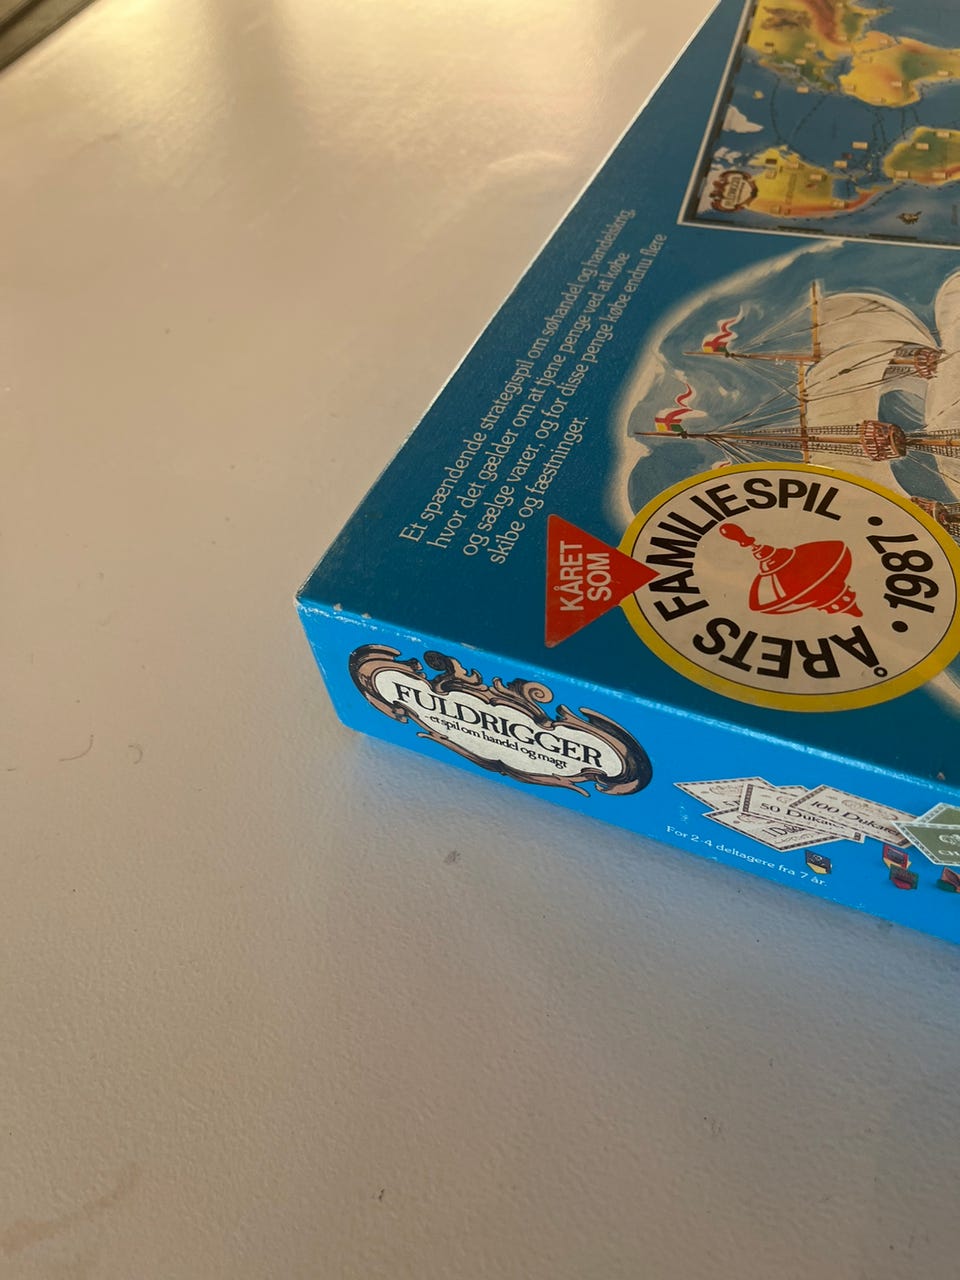 Et spændende strategispil om søhandel og handelskrig,
hvor det gælder om at tjene penge ved at købe
og sælge varer, og for disse penge købe endnu flere
skibe og fæstninger.
KÅRET
SOM
ÅRETS FAMILIESPIL • 1987 •
FULDRIGGER
-et spil om handel og magt
50 Dukater
100 Dukater
For 2-4 deltagere fra 7 år.